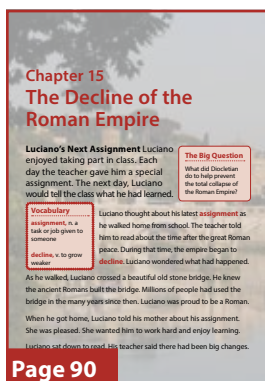 Chapter 15
The Decline of the
Roman Empire
Luciano's Next Assignment Luciano
enjoyed taking part in class. Each
day the teacher gave him a special
assignment. The next day, Luciano
would tell the class what he had learned.
The Big Question
What did Diocletian
do to help prevent
the total collapse of
the Roman Empire?
Vocabulary
assignment, n. a
task or job given to
someone
decline, v. to grow
weaker
Luciano thought about his latest assignment as
he walked home from school. The teacher told
him to read about the time after the great Roman
peace. During that time, the empire began to
decline. Luciano wondered what had happened.
As he walked, Luciano crossed a beautiful old stone bridge. He knew
the ancient Romans built the bridge. Millions of people had used the
bridge in the many years since then. Luciano was proud to be a Roman.
When he got home, Luciano told his mother about his assignment.
She was pleased. She wanted him to work hard and enjoy learning.
Luciano sat down to read. His teacher said there had been big changes.
Page 90